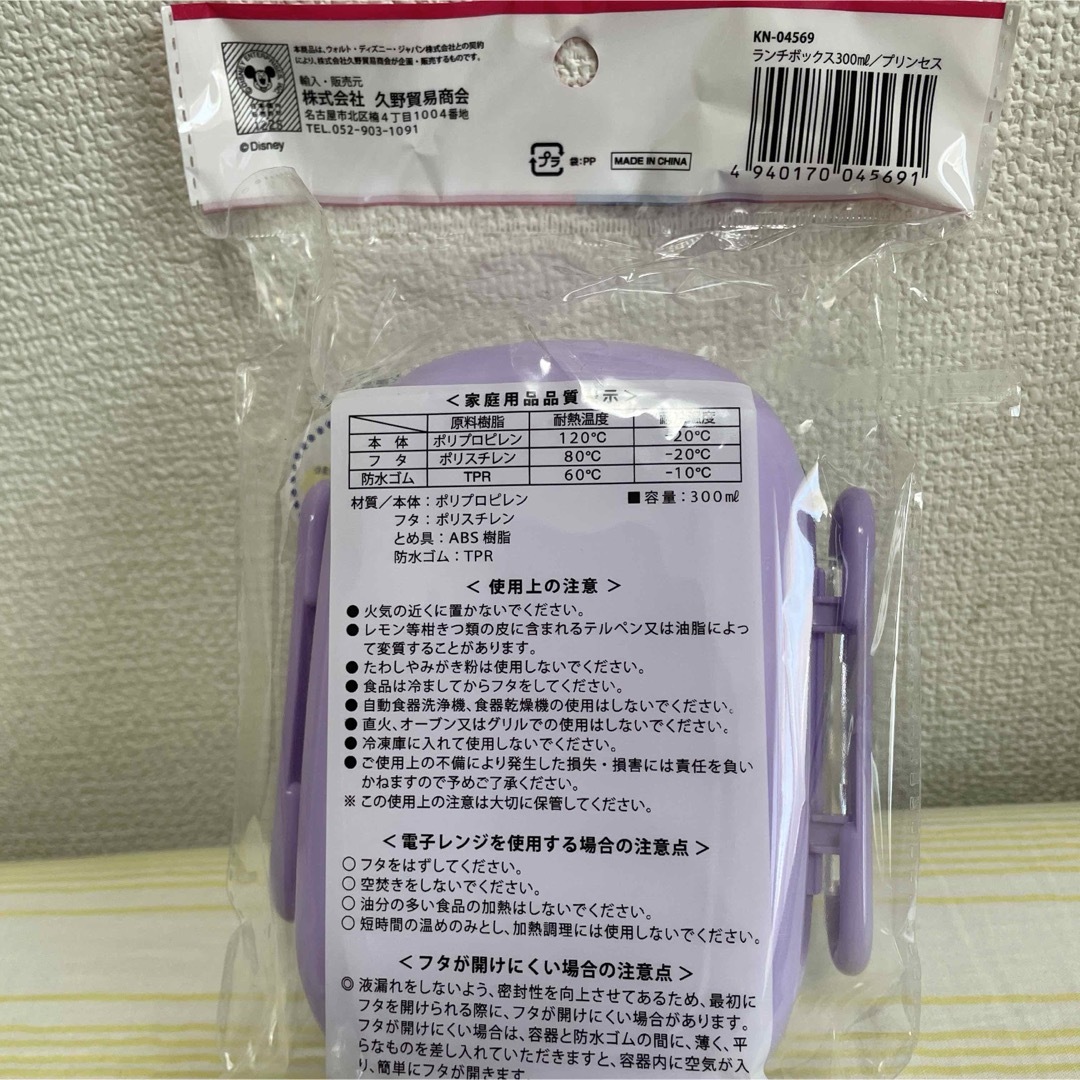 本商品は、ウォルト・ディズニー・ジャパン株式会社との契約
により、株式会社久野貿易商会が企画・販売するものです。
輸入・販売元
株式会社 久野貿易商会
名古屋市北区楠4丁目1004番地
TEL.052-903-1091
©Disney
プラ 袋:PP
MADE IN CHINA
KN-04569
ランチボックス300㎖/プリンセス
4 940170 045691
<家庭用品品質 示>
原料樹脂 耐熱温度 温度
本体 ポリプロピレン 120℃ -20℃
フタ ポリスチレン 80℃ -20℃
防水ゴム TPR 60℃ -10℃
材質/本体:ポリプロピレン ■容量:300㎖
フタ:ポリスチレン
とめ具:ABS樹脂
防水ゴム:TPR
<使用上の注意>
●火気の近くに置かないでください。
●レモン等柑きつ類の皮に含まれるテルペン又は油脂によっ
て変質することがあります。
●たわしやみがき粉は使用しないでください。
●食品は冷ましてからフタをしてください。
●自動食器洗浄機、食器乾燥機の使用はしないでください。
●直火、オーブン又はグリルでの使用はしないでください。
●冷凍庫に入れて使用しないでください。
●ご使用上の不備により発生した損失・損害には責任を負い
かねますので予めご了承ください。
※この使用上の注意は大切に保管してください。
<電子レンジを使用する場合の注意点>
○フタをはずしてください。
○空焚きをしないでください。
○油分の多い食品の加熱はしないでください。
○短時間の温めのみとし、加熱調理には使用しないでください。
<フタが開けにくい場合の注意点>
◎液漏れをしないよう、密封性を向上させてあるため、最初に
フタを開けられる際に、フタが開けにくい場合があります。
フタが開けにくい場合は、容器と防水ゴムの間に、薄く、平
らなものを差し入れていただきますと、容器内に空気が入
り、簡単にフタが開きます。